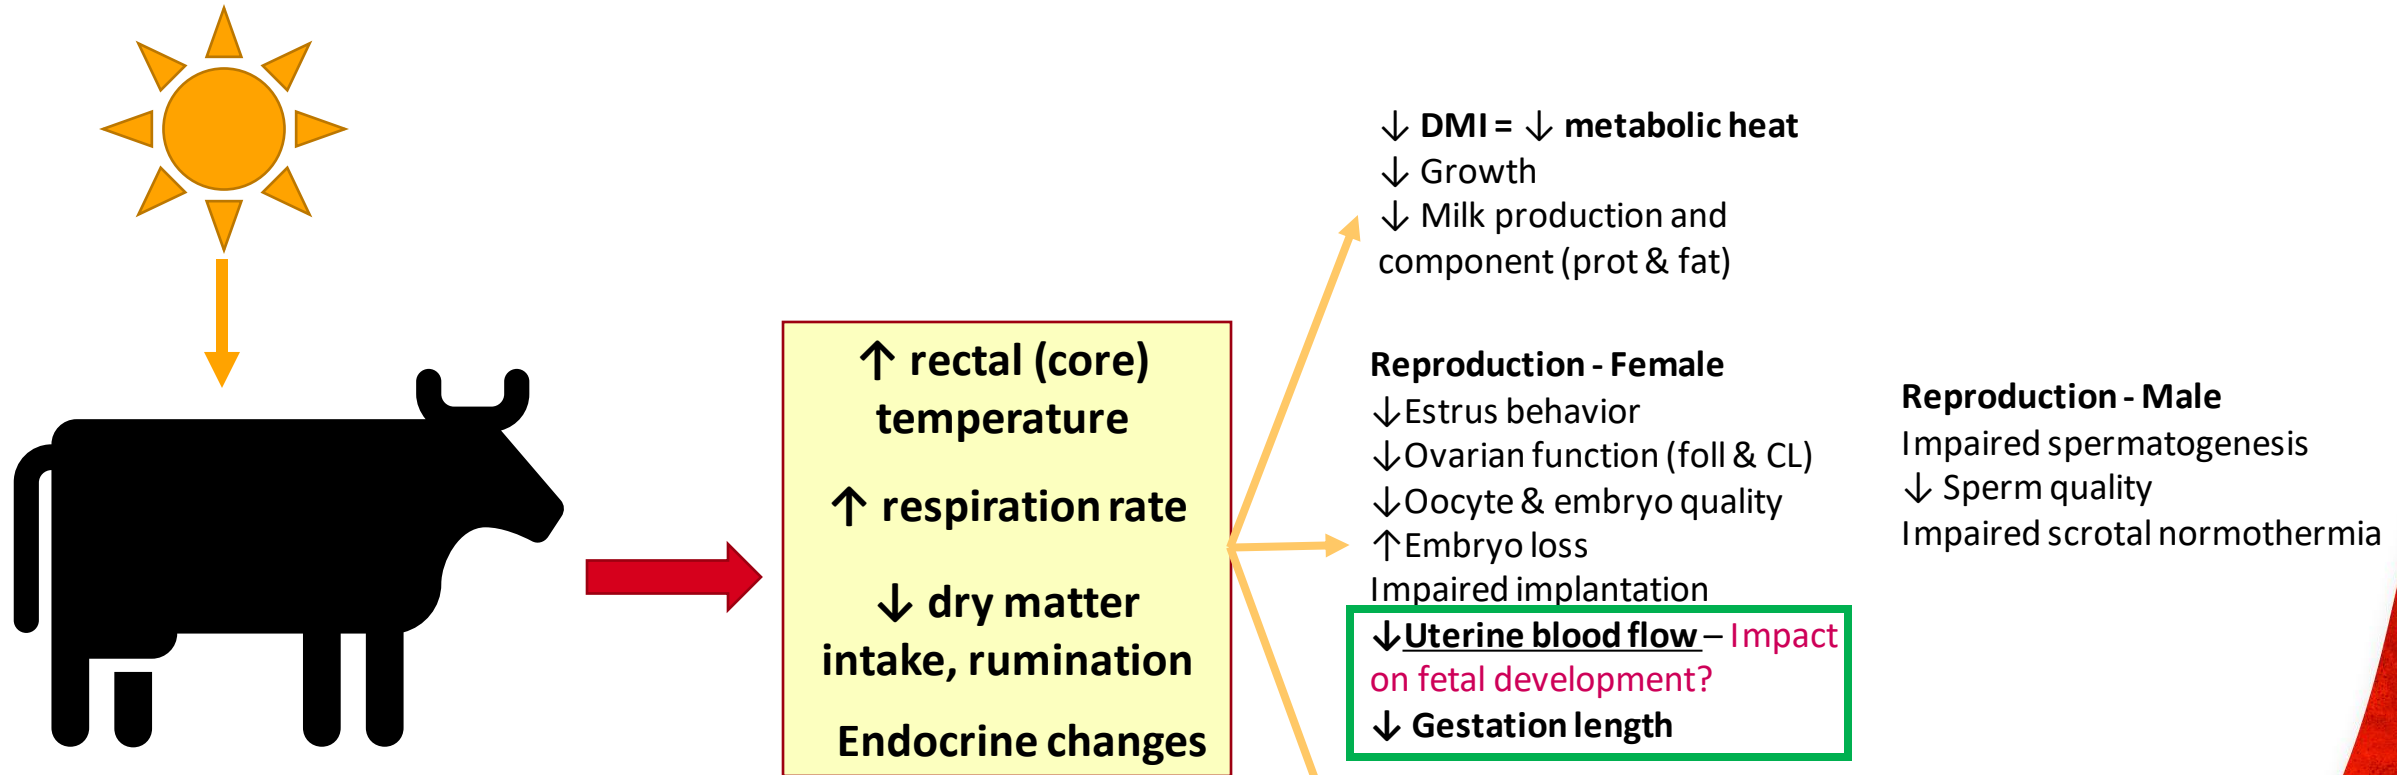 ↑ rectal (core)
temperature
↑ respiration rate
↓ dry matter
intake, rumination
Endocrine changes
↓ DMI = ↓ metabolic heat
↓ Growth
↓ Milk production and
component (prot & fat)
Reproduction - Female
↓Estrus behavior
↓Ovarian function (foll & CL)
↓Oocyte & embryo quality
↑Embryo loss
Impaired implantation
↓Uterine blood flow – Impact
on fetal development?
↓ Gestation length
Reproduction - Male
Impaired spermatogenesis
↓ Sperm quality
Impaired scrotal normothermia